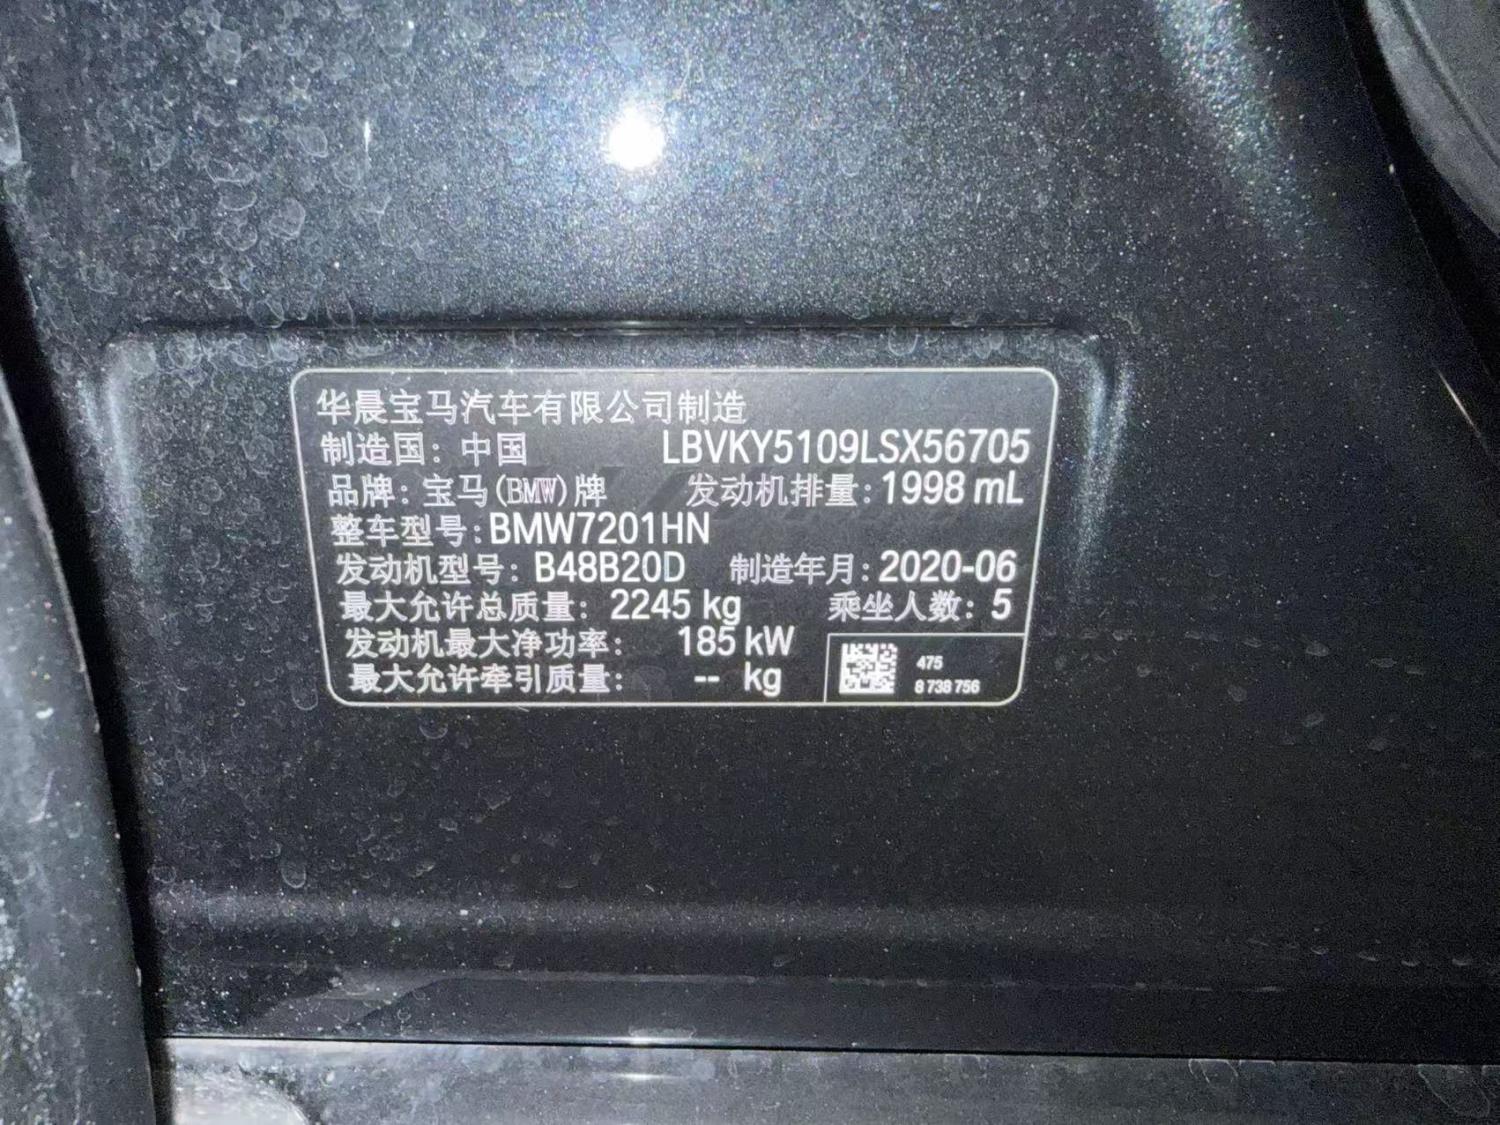 华晨宝马汽车有限公司制造
制造国：中国 LBVKY5109LSX56705
品牌：宝马(BMW)牌 发动机排量：1998 mL
整车型号：BMW7201HN
发动机型号：B48B20D 制造年月：2020-06
最大允许总质量：2245 kg 乘坐人数：5
发动机最大净功率：185 kW
最大允许牵引质量：-- kg
475
8 738 756